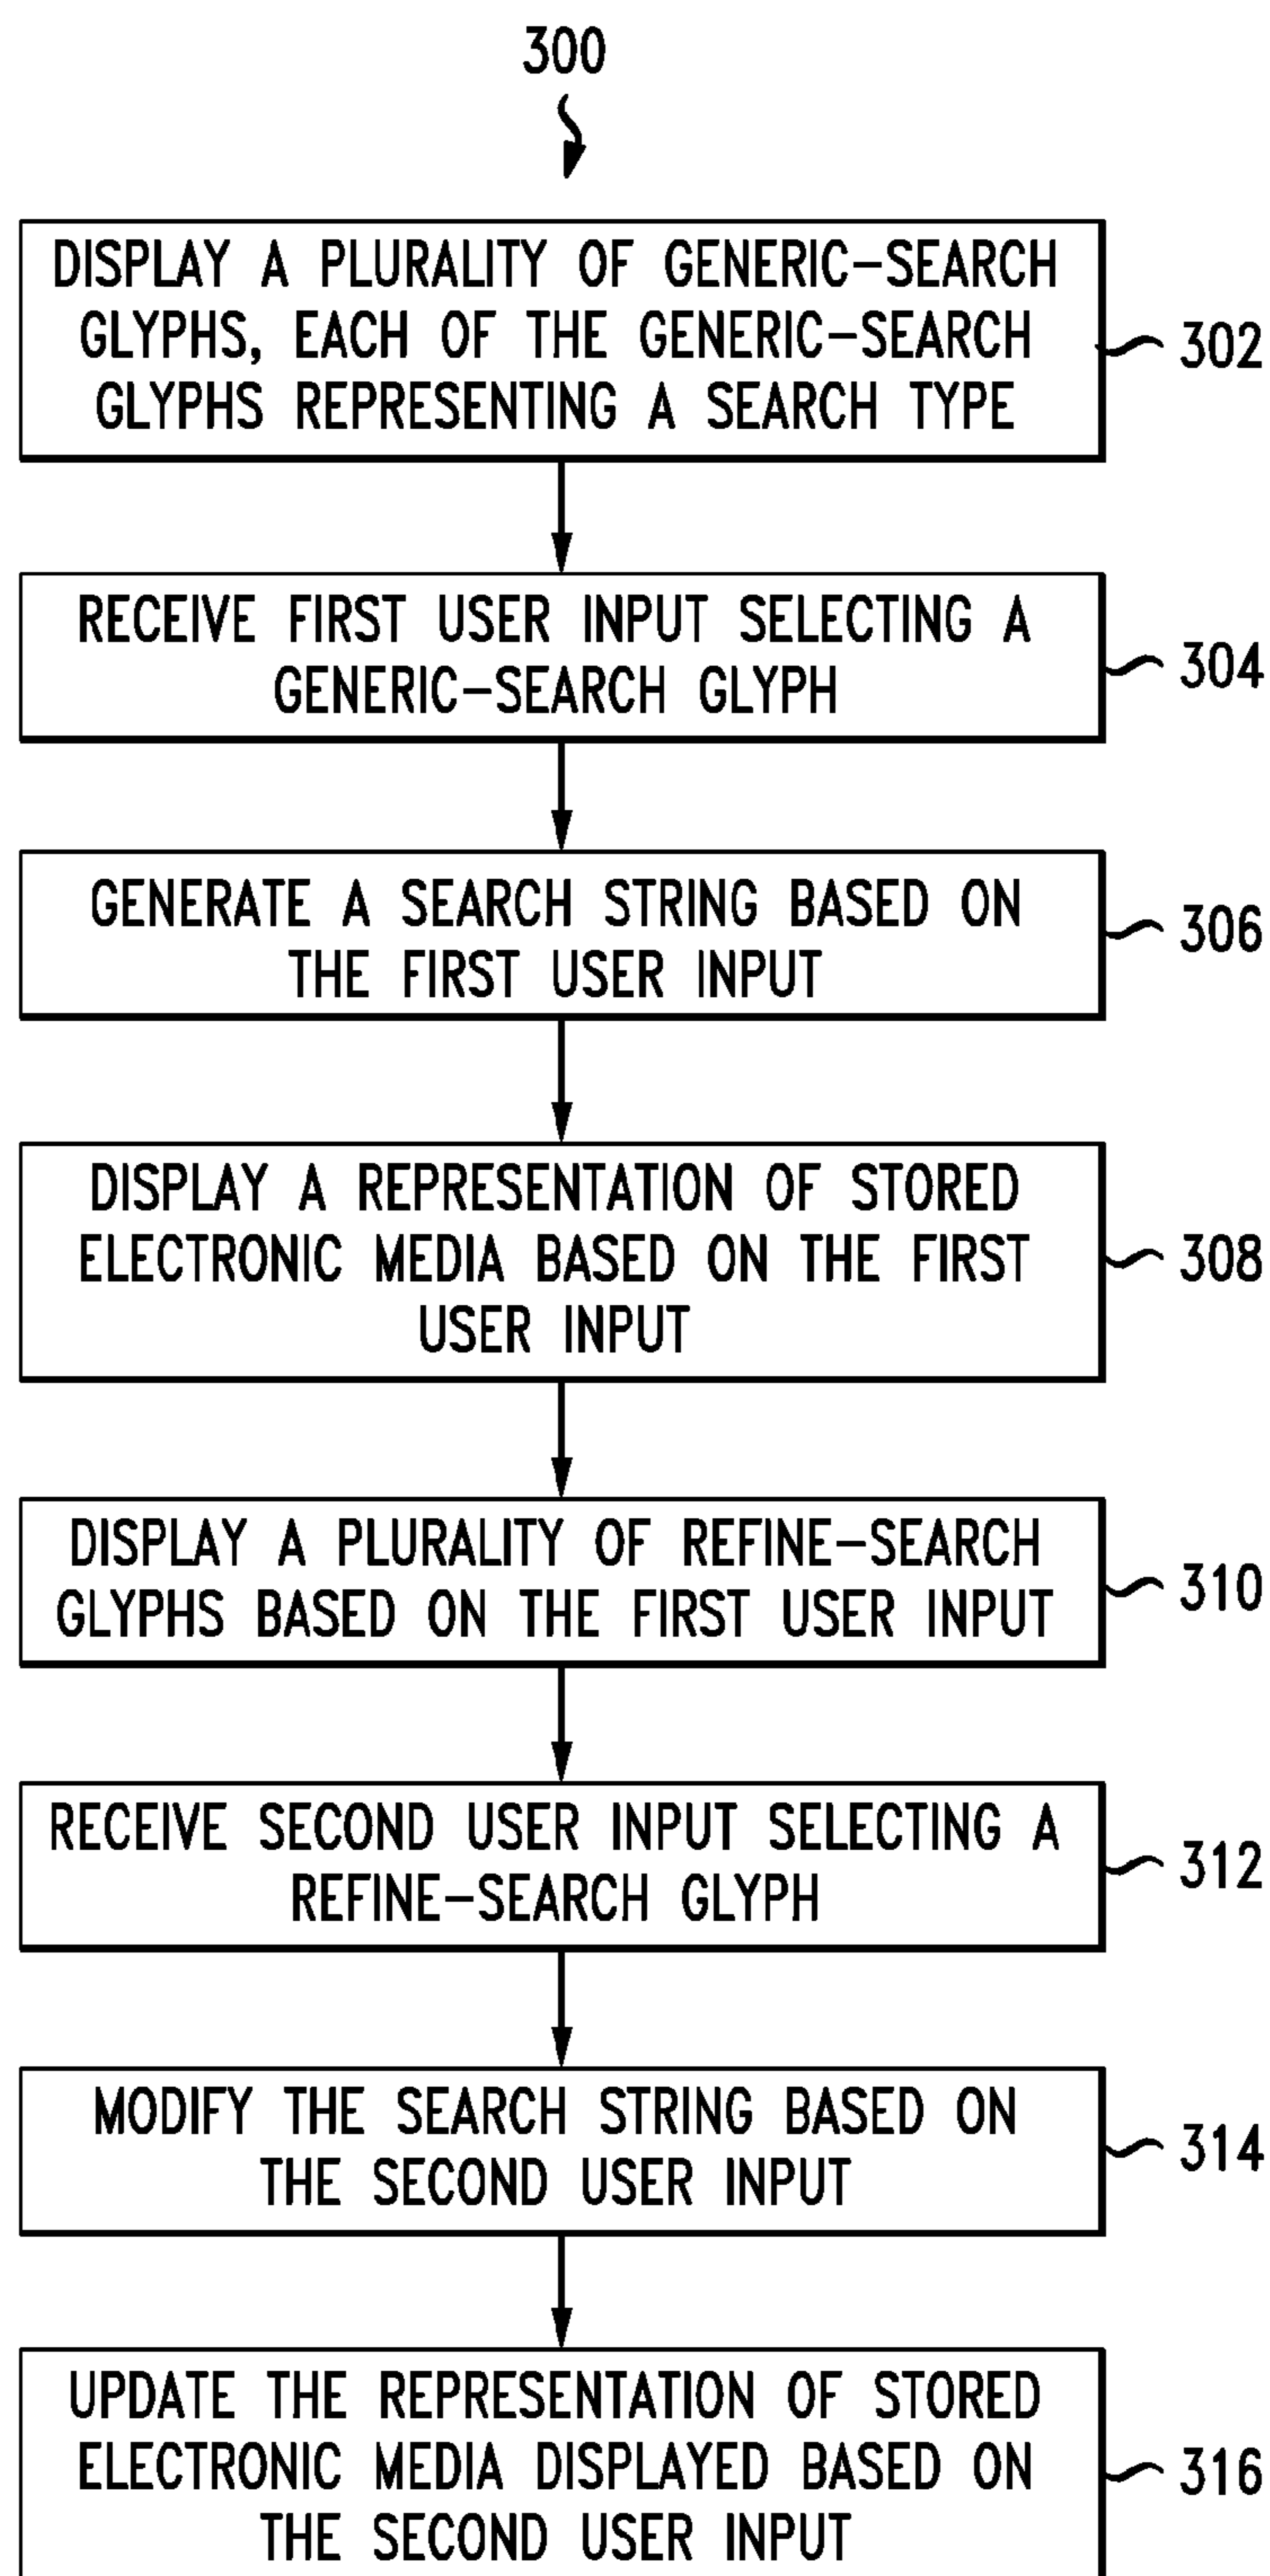 300
DISPLAY A PLURALITY OF GENERIC-SEARCH
GLYPHS, EACH OF THE GENERIC-SEARCH
GLYPHS REPRESENTING A SEARCH TYPE
302
RECEIVE FIRST USER INPUT SELECTING A
GENERIC-SEARCH GLYPH
304
GENERATE A SEARCH STRING BASED ON
THE FIRST USER INPUT
306
DISPLAY A REPRESENTATION OF STORED
ELECTRONIC MEDIA BASED ON THE FIRST
USER INPUT
308
DISPLAY A PLURALITY OF REFINE-SEARCH
GLYPHS BASED ON THE FIRST USER INPUT
310
RECEIVE SECOND USER INPUT SELECTING A
REFINE-SEARCH GLYPH
312
MODIFY THE SEARCH STRING BASED ON
THE SECOND USER INPUT
314
UPDATE THE REPRESENTATION OF STORED
ELECTRONIC MEDIA DISPLAYED BASED ON
THE SECOND USER INPUT
316